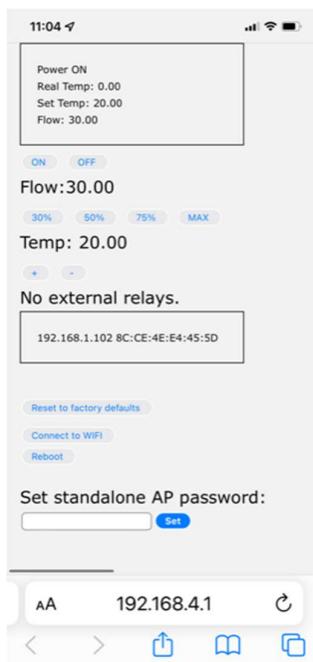 11:04
Power ON
Real Temp: 0.00
Set Temp: 20.00
Flow: 30.00
ON OFF
Flow:30.00
30% 50% 75% MAX
Temp: 20.00
+ -
No external relays.
192.168.1.102 8C:CE:4E:E4:45:5D
Reset to factory defaults
Connect to WIFI
Reboot
Set standalone AP password:
Set
AA 192.168.4.1